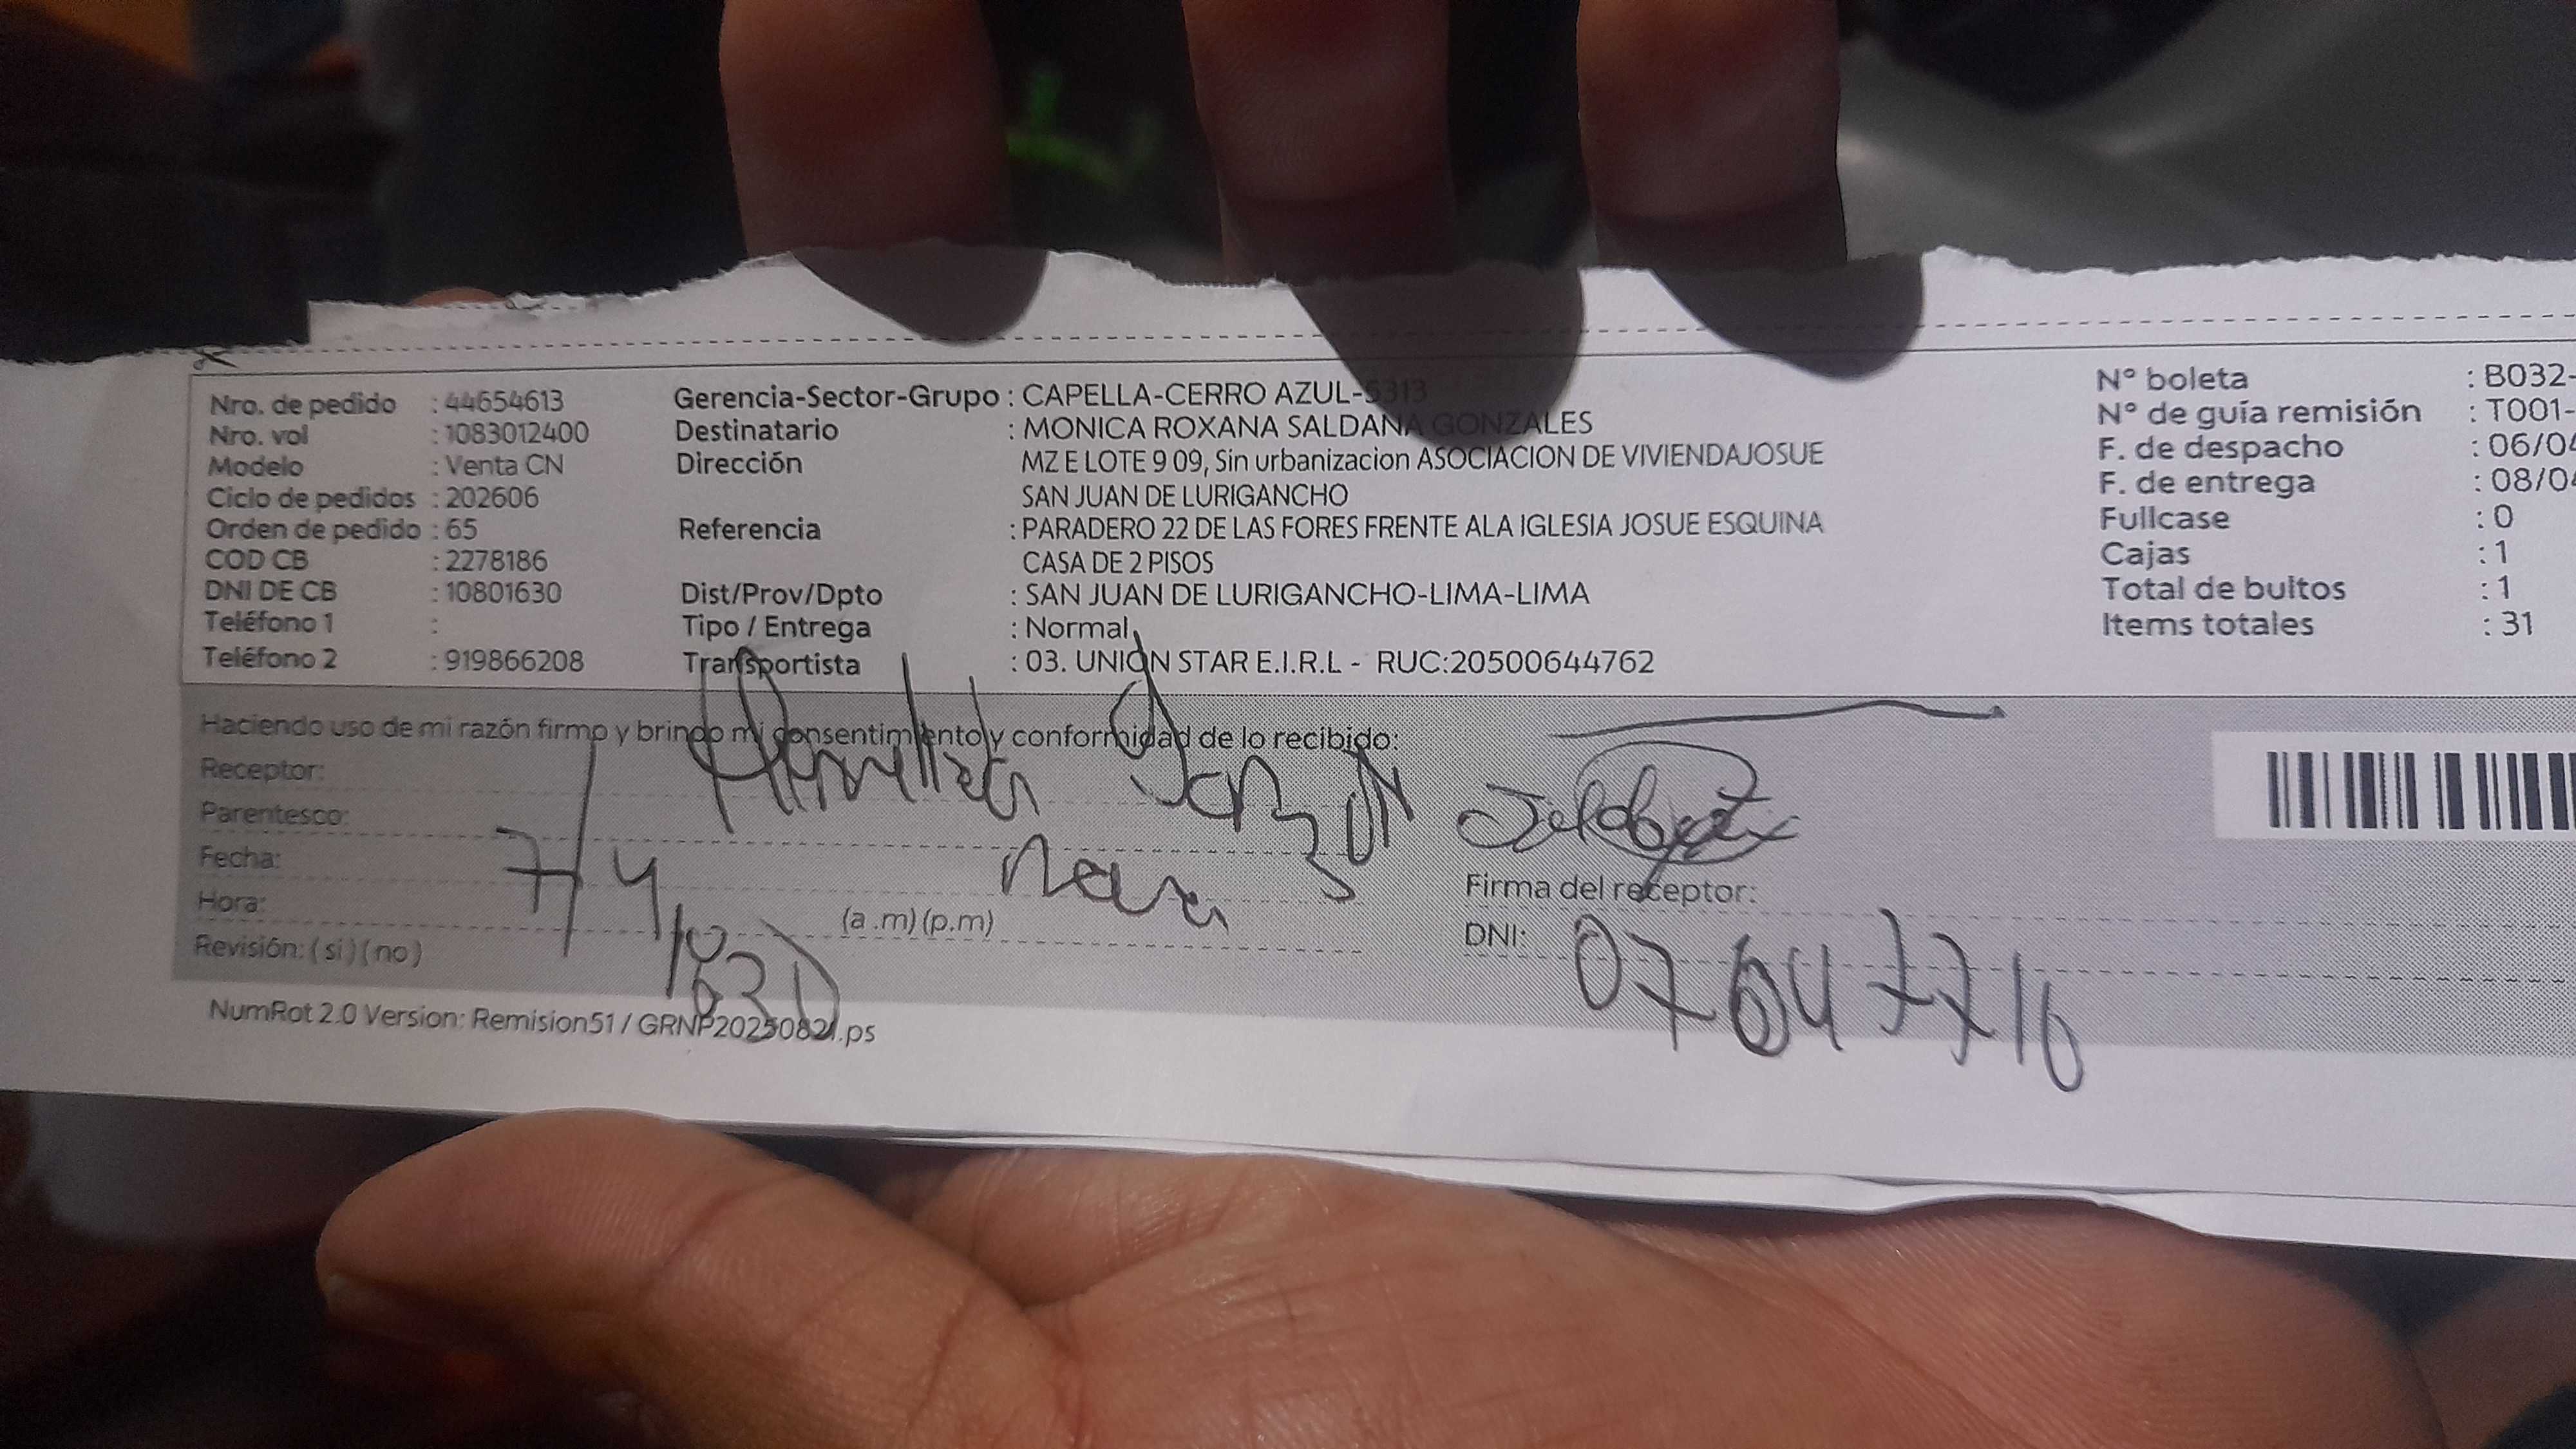 Nro. de pedido : 44654613
Nro. vol : 1083012400
Modelo : Venta CN
Ciclo de pedidos : 202606
Orden de pedido : 65
COD CB : 2278186
DNI DE CB : 10801630
Teléfono 1 :
Teléfono 2 : 919866208
Gerencia-Sector-Grupo : CAPELLA-CERRO AZUL-5313
Destinatario : MONICA ROXANA SALDANA GONZALES
Dirección MZ E LOTE 9 09, Sin urbanizacion ASOCIACION DE VIVIENDAJOSUE
SAN JUAN DE LURIGANCHO
Referencia : PARADERO 22 DE LAS FORES FRENTE ALA IGLESIA JOSUE ESQUINA
CASA DE 2 PISOS
Dist/Prov/Dpto : SAN JUAN DE LURIGANCHO-LIMA-LIMA
Tipo / Entrega : Normal
Transportista : 03. UNION STAR E.I.R.L - RUC:20500644762
N° boleta : B032-
N° de guía remisión : T001-
F. de despacho : 06/04
F. de entrega : 08/04
Fullcase : 0
Cajas : 1
Total de bultos : 1
Items totales : 31
Haciendo uso de mi razón firmo y brindo mi consentimiento y conformidad de lo recibido:
Receptor:
Parentesco:
Fecha: 7/4
Hora: (a.m) (p.m)
Revisión: ( si ) ( no )
Firma del receptor:
DNI: 07647716
NumRot 2.0 Version: Remision51 / GRNP20250821.ps